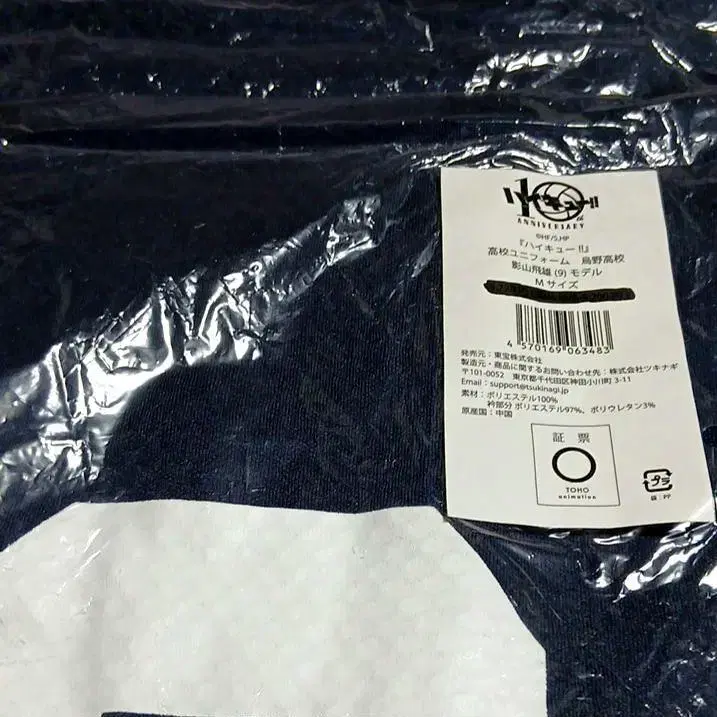 ハイキュー!!
10th
ANNIVERSARY
©HF/S,HP
『ハイキュー!!』
高校ユニフォーム　烏野高校
影山飛雄 (9) モデル
Mサイズ
4 570169 063483
発売元：東宝株式会社
製造元・商品に関するお問い合わせ先：株式会社ツキナギ
〒101-0052　東京都千代田区神田小川町 3-11
Email : support@tsukinagi.jp
素材：ポリエステル100%
衿部分 ポリエステル97%、ポリウレタン3%
原産国：中国
証票
TOHO
animation
プラ
袋：PP